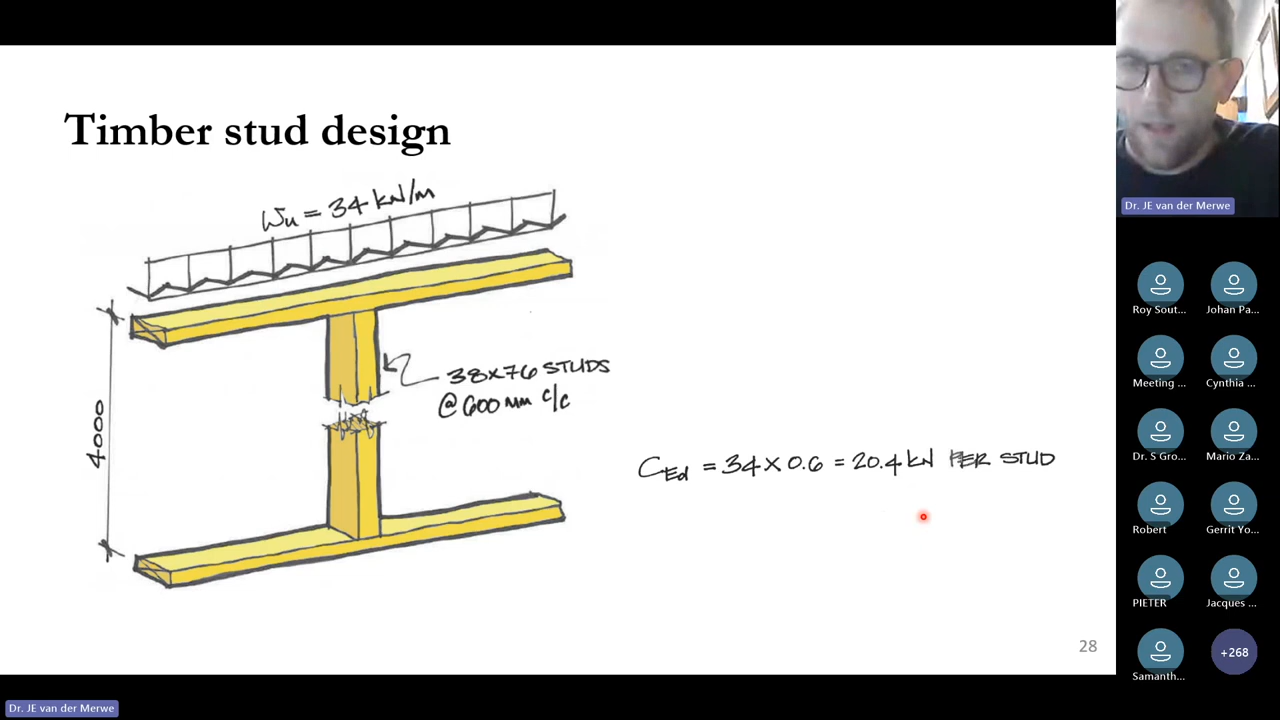 Timber stud design
Wu = 34 kN/m
38x76 STUDS
@ 600 mm c/c
4000
CEd = 34 x 0.6 = 20.4 kN PER STUD
28
Dr. JE van der Merwe
Roy Sout...
Johan Pa...
Meeting ...
Cynthia ...
Dr. S Gro...
Mario Za...
Robert
Gerrit Yo...
PIETER
Jacques ...
Samanth...
+268
Dr. JE van der Merwe